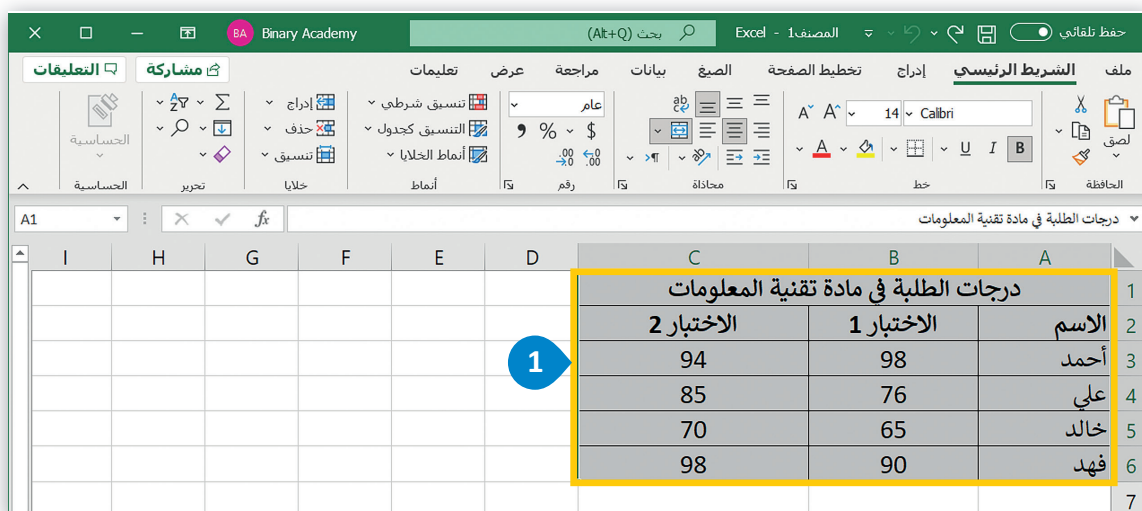 حفظ تلقائي المصنف1 - Excel بحث (Alt+Q) Binary Academy BA
ملف الشريط الرئيسي إدراج تخطيط الصفحة الصيغ بيانات مراجعة عرض تعليمات مشاركة التعليقات
لصق Calibri 14 A A ab عام تنسيق شرطي إدراج Σ
B I U A ¶ $ % , .00 .00 التنسيق كجدول حذف الحساسية
أنماط الخلايا تنسيق
الحافظة خط محاذاة رقم أنماط خلايا تحرير الحساسية
A1 fx درجات الطلبة في مادة تقنية المعلومات
A B C D E F G H I
1 درجات الطلبة في مادة تقنية المعلومات
2 الاسم الاختبار 1 الاختبار 2
3 أحمد 98 94 1
4 علي 76 85
5 خالد 65 70
6 فهد 90 98
7